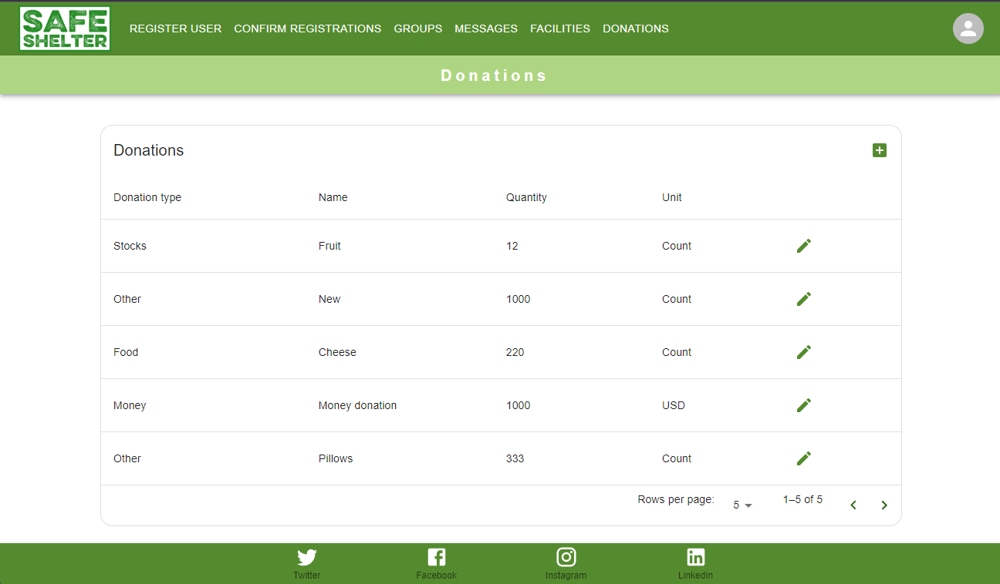 SAFE
SHELTER
REGISTER USER CONFIRM REGISTRATIONS GROUPS MESSAGES FACILITIES DONATIONS
Donations
Donations
Donation type Name Quantity Unit
Stocks Fruit 12 Count
Other New 1000 Count
Food Cheese 220 Count
Money Money donation 1000 USD
Other Pillows 333 Count
Rows per page: 5 1–5 of 5
Twitter Facebook Instagram LinkedIn